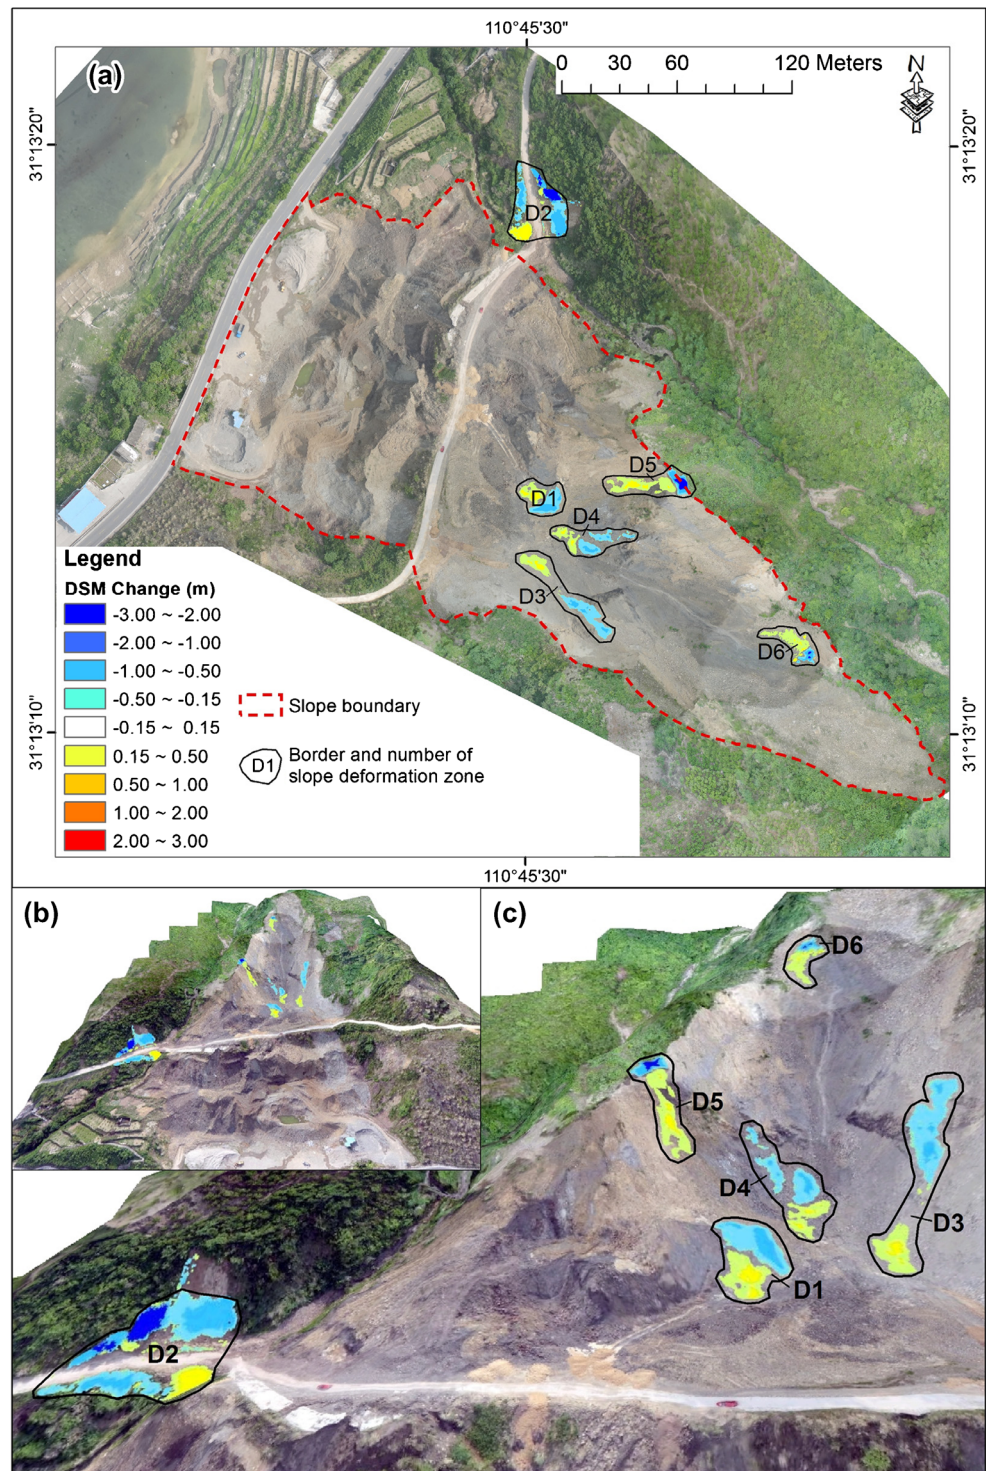 110°45'30"
(a)
0 30 60 120 Meters
N
31°13'20"
31°13'20"
D2
D5
D1
D4
D3
D6
Legend
DSM Change (m)
-3.00 ~ -2.00
-2.00 ~ -1.00
-1.00 ~ -0.50
-0.50 ~ -0.15
-0.15 ~ 0.15
0.15 ~ 0.50
0.50 ~ 1.00
1.00 ~ 2.00
2.00 ~ 3.00
Slope boundary
D1
Border and number of
slope deformation zone
31°13'10"
31°13'10"
110°45'30"
(b)
(c)
D6
D5
D4
D3
D1
D2